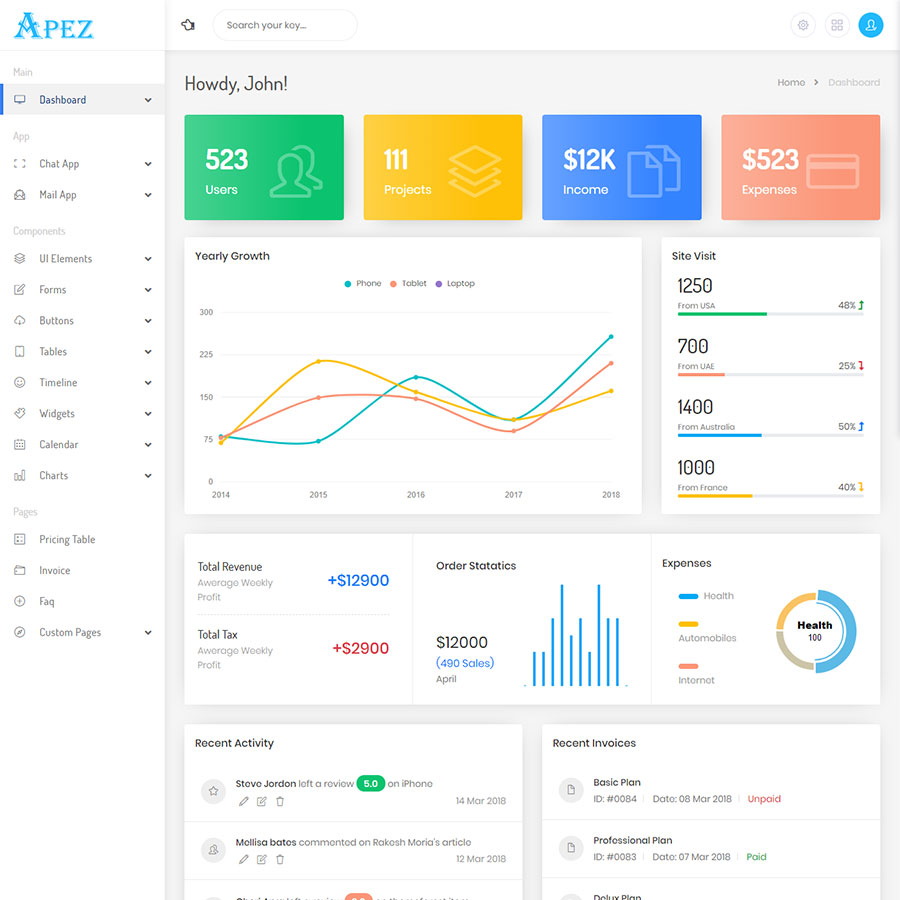 APEZ
Search your key...
Main
Dashboard
App
Chat App
Mail App
Components
UI Elements
Forms
Buttons
Tables
Timeline
Widgets
Calendar
Charts
Pages
Pricing Table
Invoice
Faq
Custom Pages
Howdy, John!
Home > Dashboard
523
Users
111
Projects
$12K
Income
$523
Expenses
Yearly Growth
Phone Tablet Laptop
300
225
150
75
0
2014 2015 2016 2017 2018
Site Visit
1250
From USA 48%
700
From UAE 25%
1400
From Australia 50%
1000
From France 40%
Total Revenue
Average Weekly
Profit
+$12900
Total Tax
Average Weekly
Profit
+$2900
Order Statatics
$12000
(490 Sales)
April
Expenses
Health
Automobiles
Internet
Health
100
Recent Activity
Steve Jordon left a review 5.0 on iPhone
14 Mar 2018
Mellisa bates commented on Rakesh Moria's article
12 Mar 2018
Recent Invoices
Basic Plan
ID: #0084 Date: 08 Mar 2018 Unpaid
Professional Plan
ID: #0083 Date: 07 Mar 2018 Paid
Delux Plan